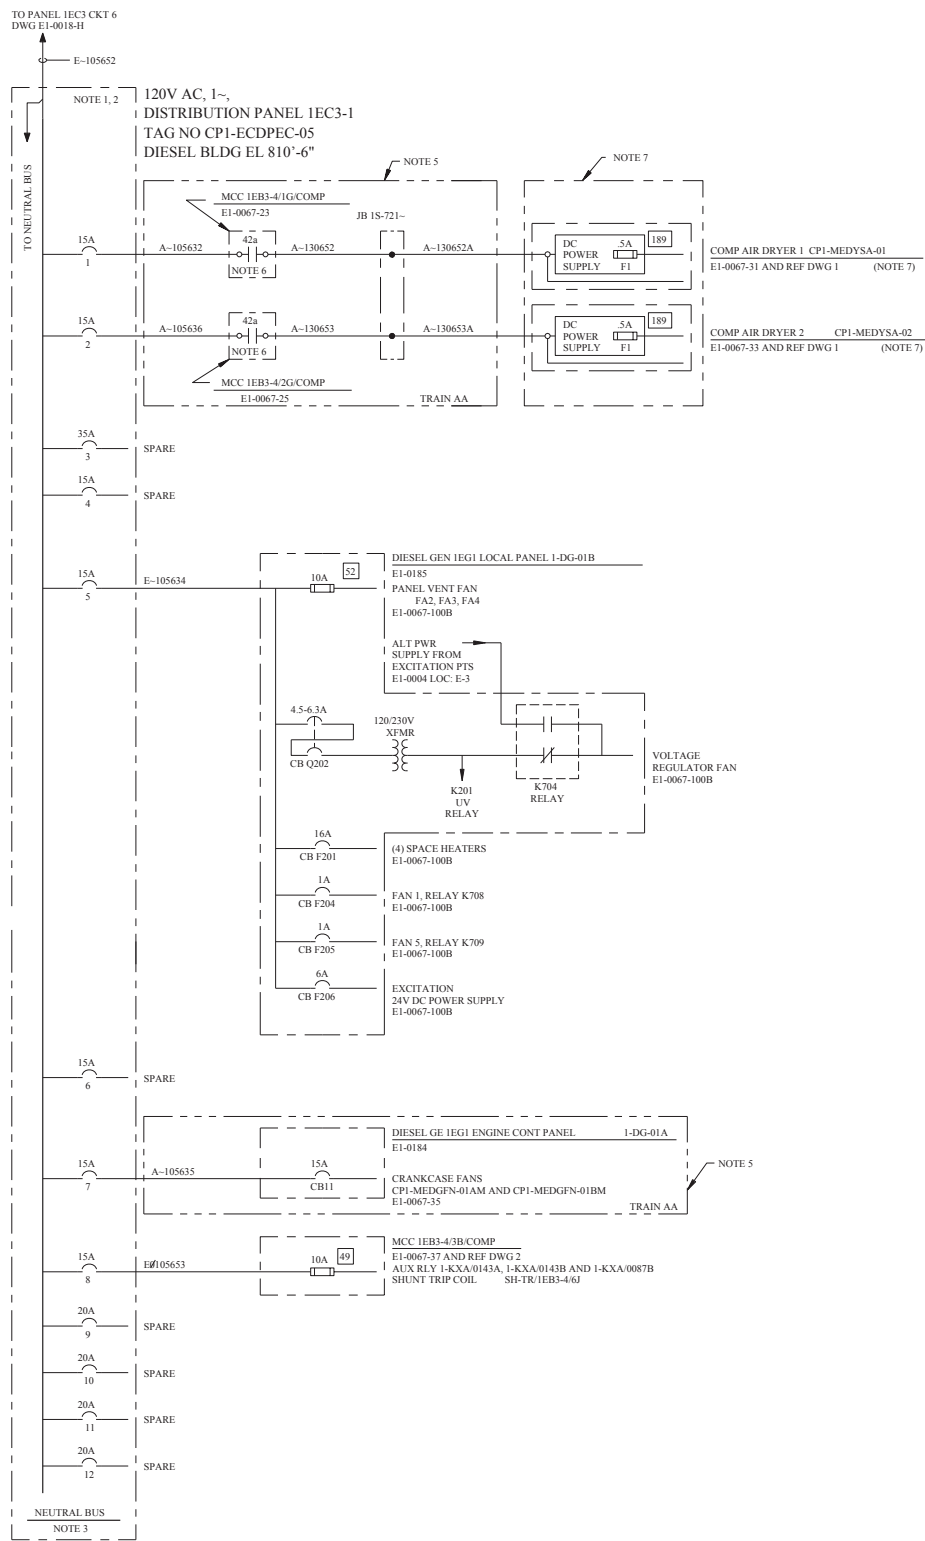 TO PANEL 1EC3 CKT 6
DWG E1-0018-H
E~105652
NOTE 1, 2
TO NEUTRAL BUS
120V AC, 1~,
DISTRIBUTION PANEL 1EC3-1
TAG NO CP1-ECDPEC-05
DIESEL BLDG EL 810'-6"
NOTE 5
NOTE 7
MCC 1EB3-4/1G/COMP
E1-0067-23
JB 1S-721~
15A
1
A~105632
42a
NOTE 6
A~130652
A~130652A
DC
POWER
SUPPLY
.5A
F1
189
COMP AIR DRYER 1 CP1-MEDYSA-01
E1-0067-31 AND REF DWG 1 (NOTE 7)
15A
2
A~105636
42a
NOTE 6
A~130653
A~130653A
DC
POWER
SUPPLY
.5A
F1
189
COMP AIR DRYER 2 CP1-MEDYSA-02
E1-0067-33 AND REF DWG 1 (NOTE 7)
MCC 1EB3-4/2G/COMP
E1-0067-25
TRAIN AA
35A
3
SPARE
15A
4
SPARE
15A
5
E~105634
10A
52
DIESEL GEN 1EG1 LOCAL PANEL 1-DG-01B
E1-0185
PANEL VENT FAN
FA2, FA3, FA4
E1-0067-100B
ALT PWR
SUPPLY FROM
EXCITATION PTS
E1-0004 LOC: E-3
4.5-6.3A
CB Q202
120/230V
XFMR
K201
UV
RELAY
K704
RELAY
VOLTAGE
REGULATOR FAN
E1-0067-100B
16A
CB F201
(4) SPACE HEATERS
E1-0067-100B
1A
CB F204
FAN 1, RELAY K708
E1-0067-100B
1A
CB F205
FAN 5, RELAY K709
E1-0067-100B
6A
CB F206
EXCITATION
24V DC POWER SUPPLY
E1-0067-100B
15A
6
SPARE
DIESEL GE 1EG1 ENGINE CONT PANEL 1-DG-01A
E1-0184
15A
7
A~105635
15A
CB11
CRANKCASE FANS
CP1-MEDGFN-01AM AND CP1-MEDGFN-01BM
E1-0067-35
TRAIN AA
NOTE 5
15A
8
EØ105653
10A
49
MCC 1EB3-4/3B/COMP
E1-0067-37 AND REF DWG 2
AUX RLY 1-KXA/0143A, 1-KXA/0143B AND 1-KXA/0087B
SHUNT TRIP COIL SH-TR/1EB3-4/6J
20A
9
SPARE
20A
10
SPARE
20A
11
SPARE
20A
12
SPARE
NEUTRAL BUS
NOTE 3